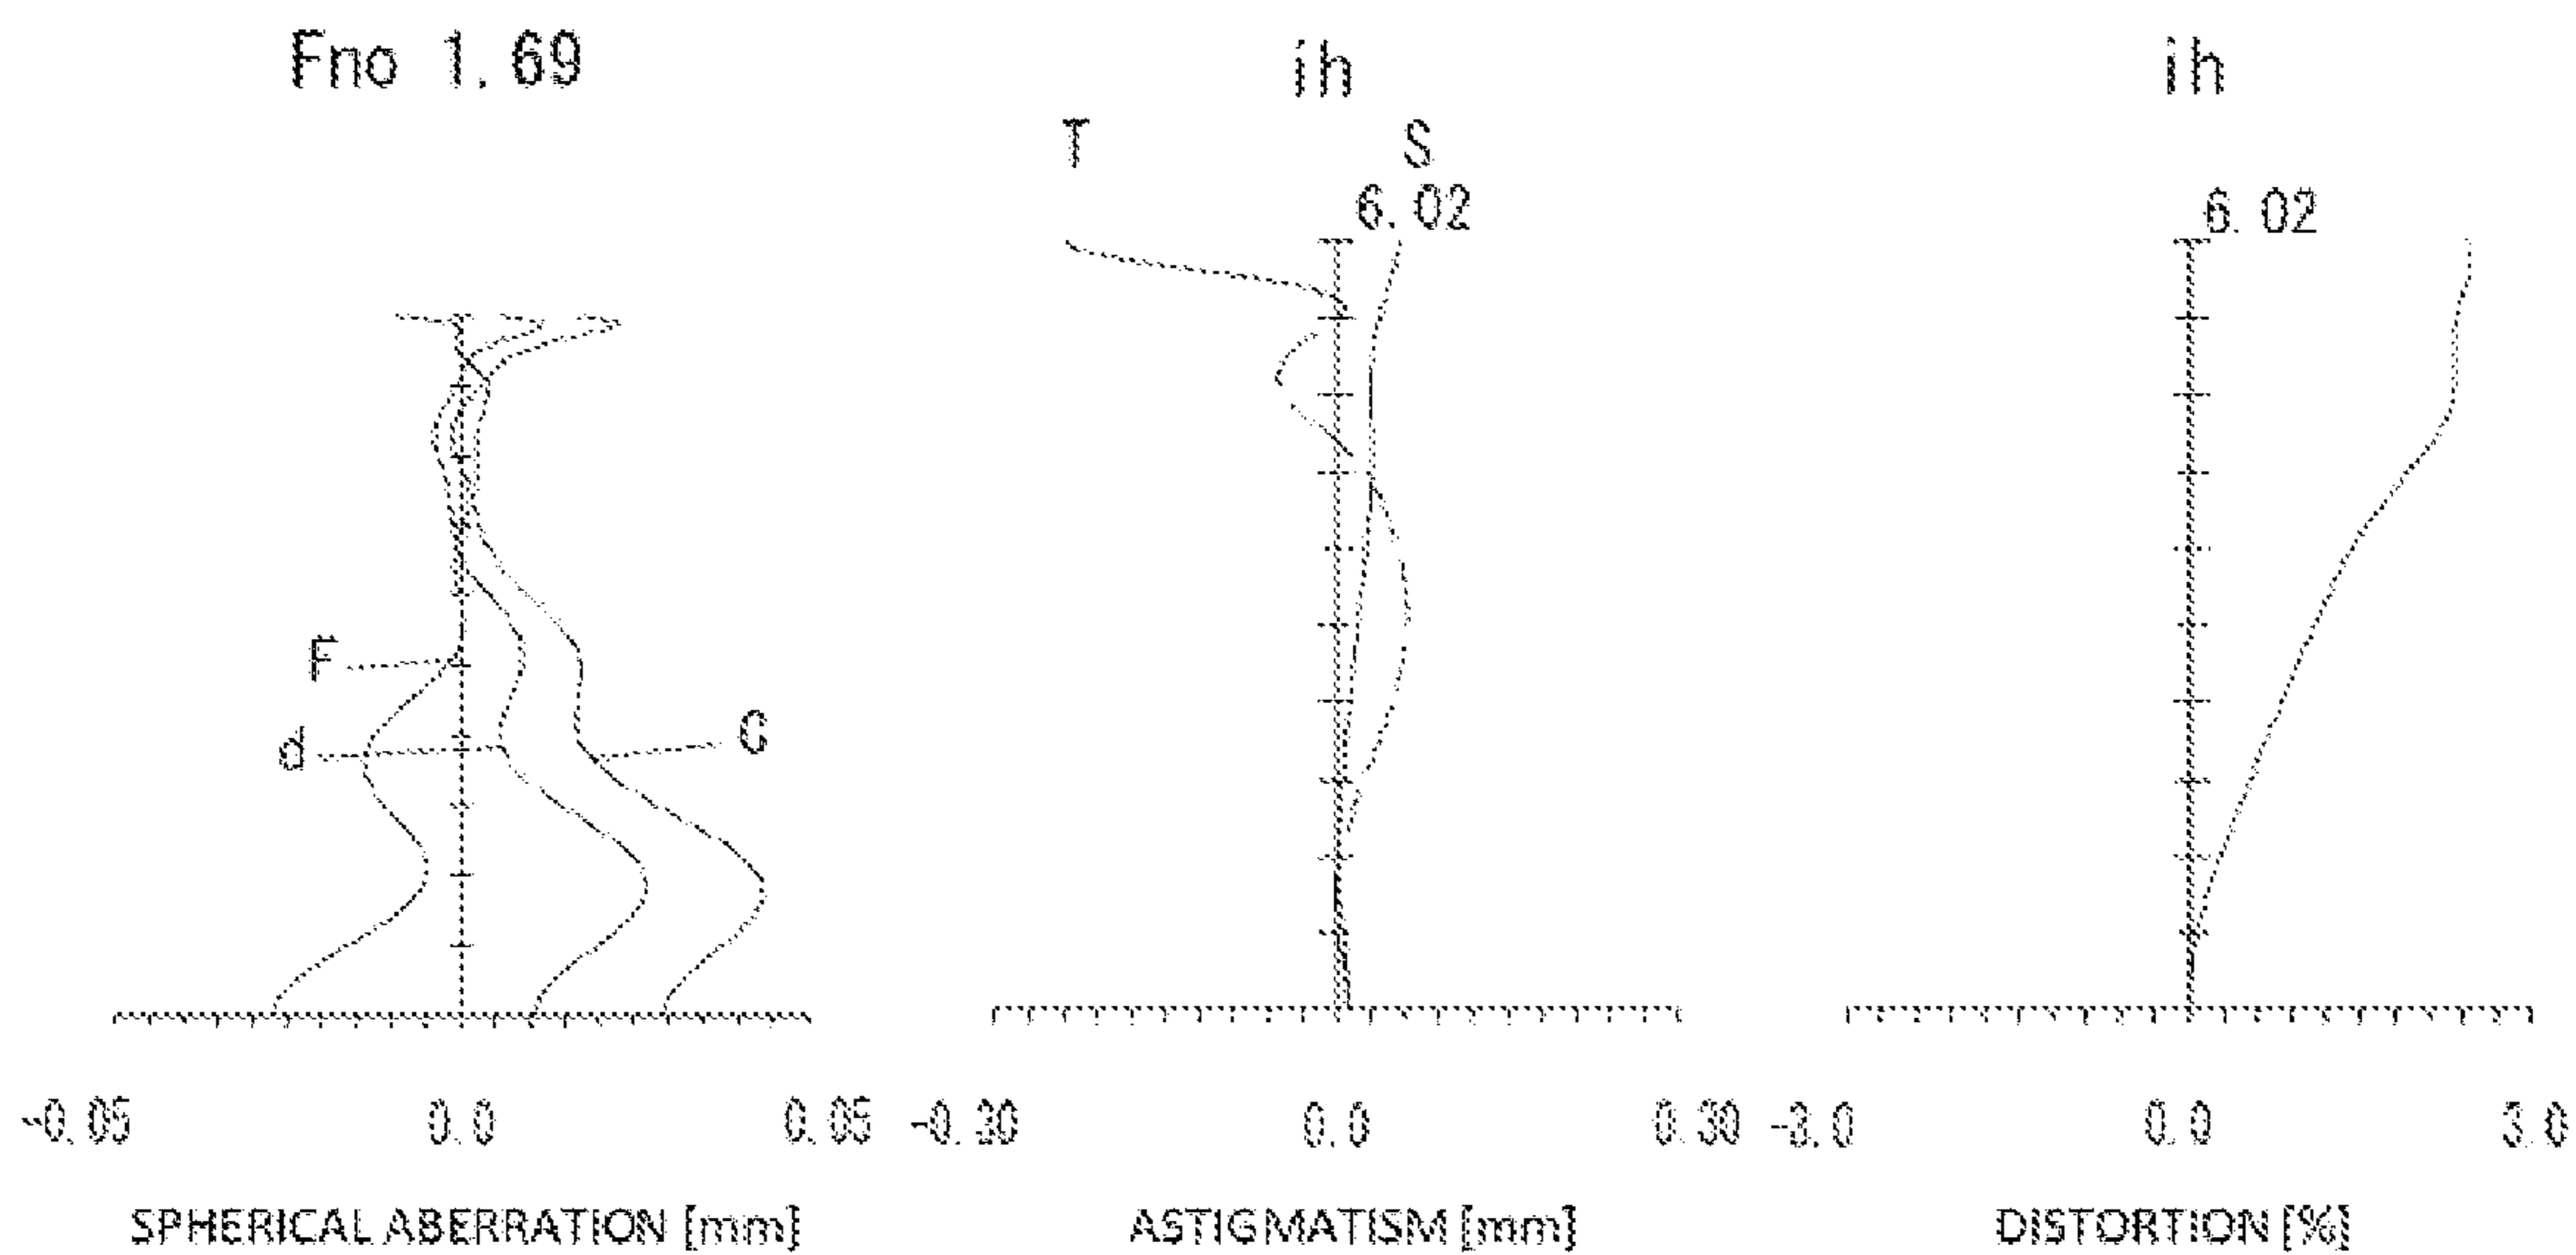 Fno 1.69
ih
ih
T
S
6.02
6.02
F
d
C
-0.05
0.0
0.05
-0.30
0.0
0.30
-3.0
0.0
3.0
SPHERICAL ABERRATION [mm]
ASTIGMATISM [mm]
DISTORTION [%]